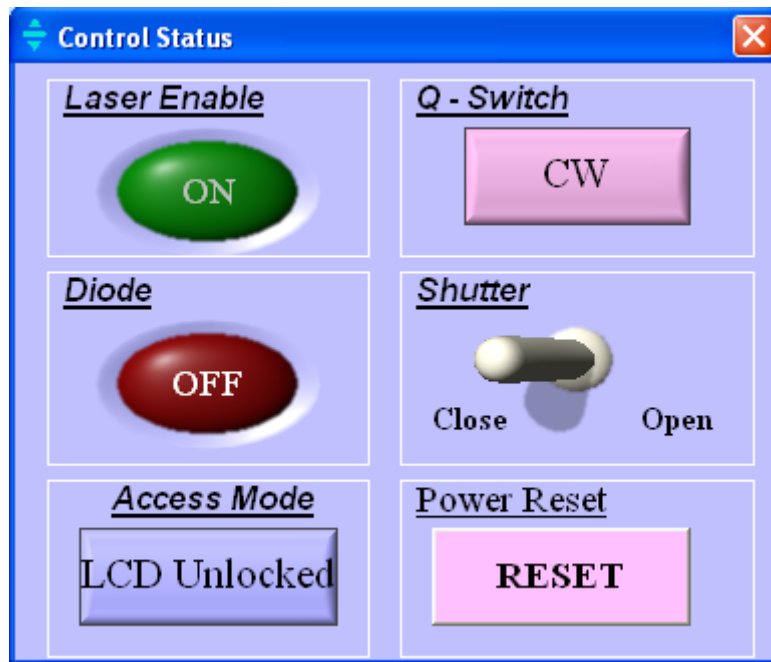 Control Status
Laser Enable
ON
Q - Switch
CW
Diode
OFF
Shutter
Close Open
Access Mode
LCD Unlocked
Power Reset
RESET